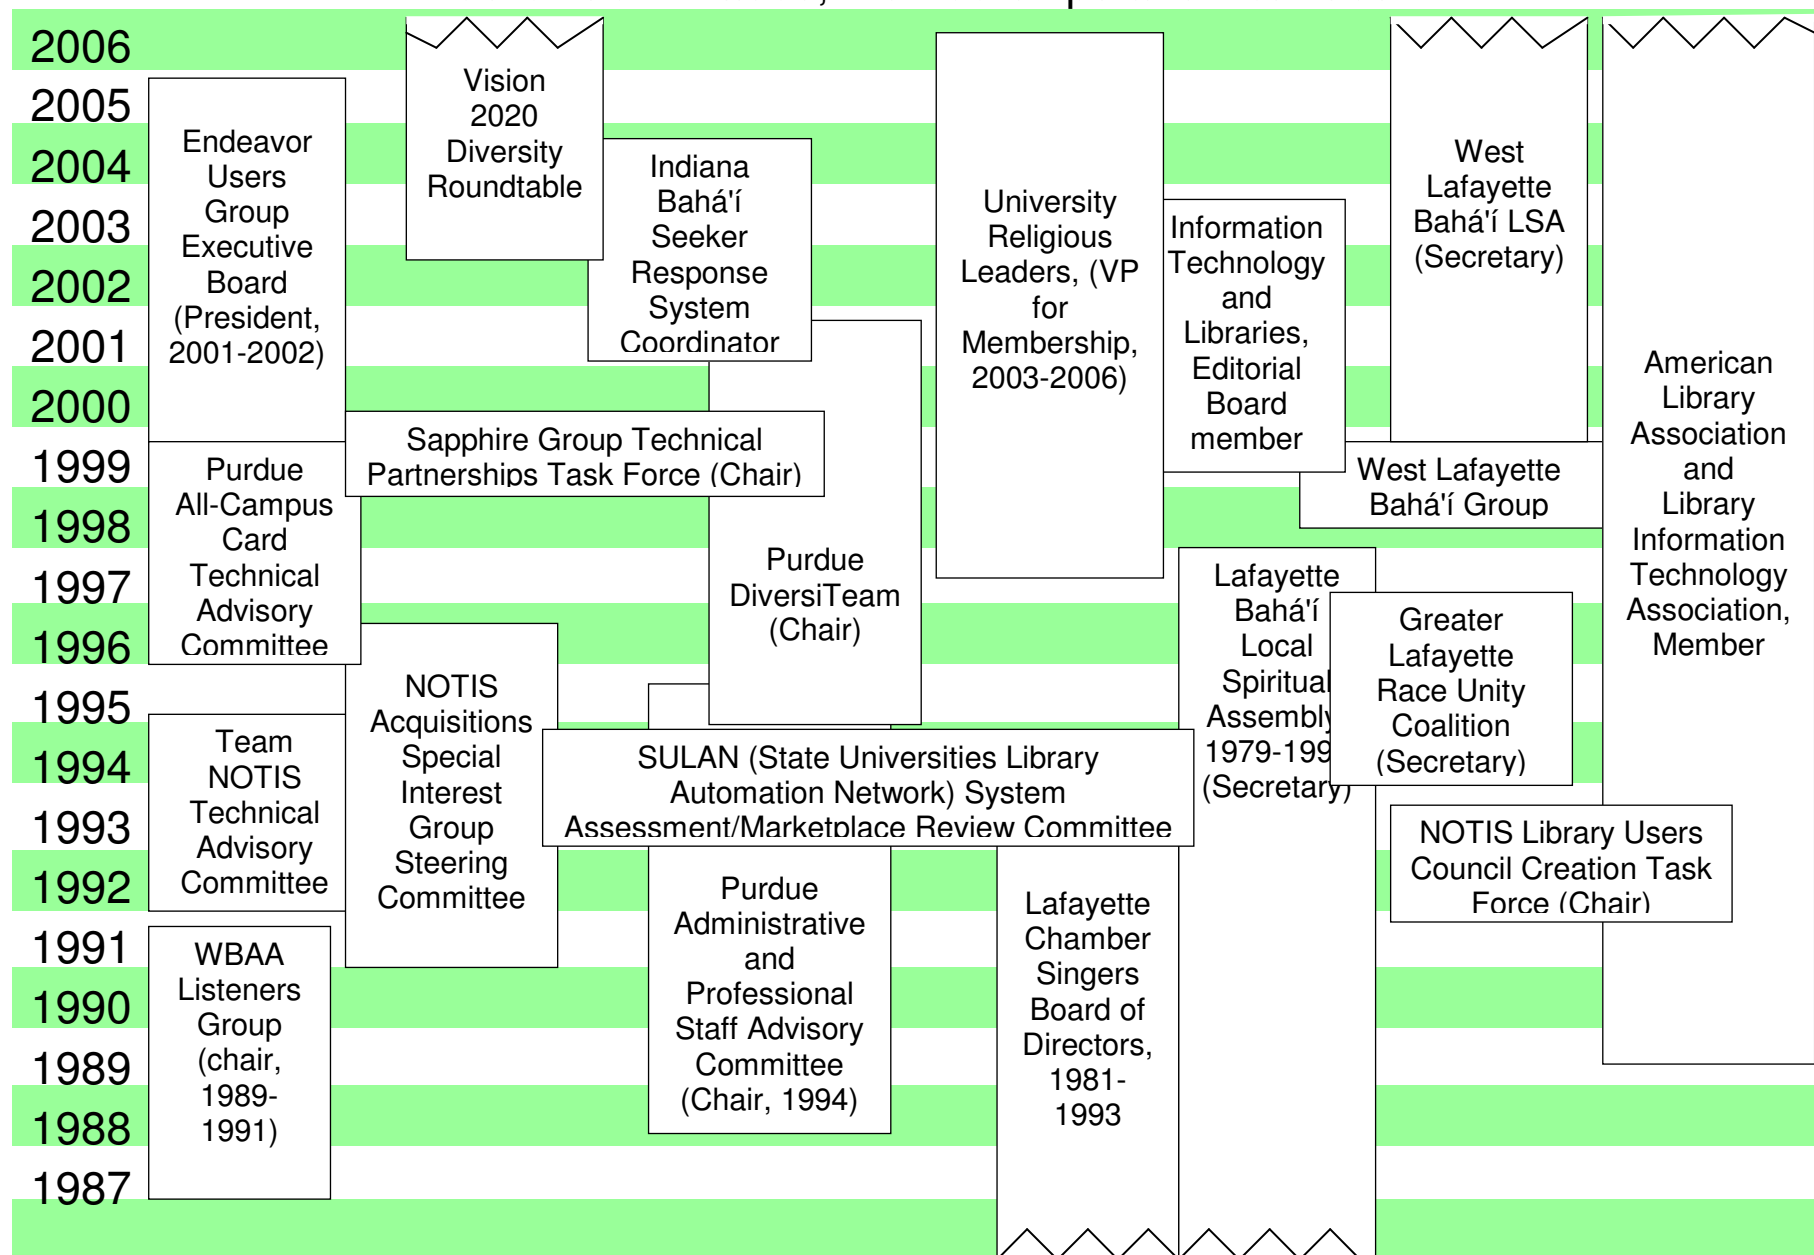 2006
2005
2004
2003
2002
2001
2000
1999
1998
1997
1996
1995
1994
1993
1992
1991
1990
1989
1988
1987
Endeavor
Users
Group
Executive
Board
(President,
2001-2002)
Purdue
All-Campus
Card
Technical
Advisory
Committee
Team
NOTIS
Technical
Advisory
Committee
WBAA
Listeners
Group
(chair,
1989-
1991)
Vision
2020
Diversity
Roundtable
Indiana
Bahá'í
Seeker
Response
System
Coordinator
Sapphire Group Technical
Partnerships Task Force (Chair)
NOTIS
Acquisitions
Special
Interest
Group
Steering
Committee
Purdue
DiversiTeam
(Chair)
SULAN (State Universities Library
Automation Network) System
Assessment/Marketplace Review Committee
Purdue
Administrative
and
Professional
Staff Advisory
Committee
(Chair, 1994)
University
Religious
Leaders, (VP
for
Membership,
2003-2006)
Information
Technology
and
Libraries,
Editorial
Board
member
West
Lafayette
Bahá'í LSA
(Secretary)
West Lafayette
Bahá'í Group
Lafayette
Bahá'í
Local
Spiritual
Assembly
1979-199
(Secretary)
Greater
Lafayette
Race Unity
Coalition
(Secretary)
NOTIS Library Users
Council Creation Task
Force (Chair)
Lafayette
Chamber
Singers
Board of
Directors,
1981-
1993
American
Library
Association
and
Library
Information
Technology
Association,
Member